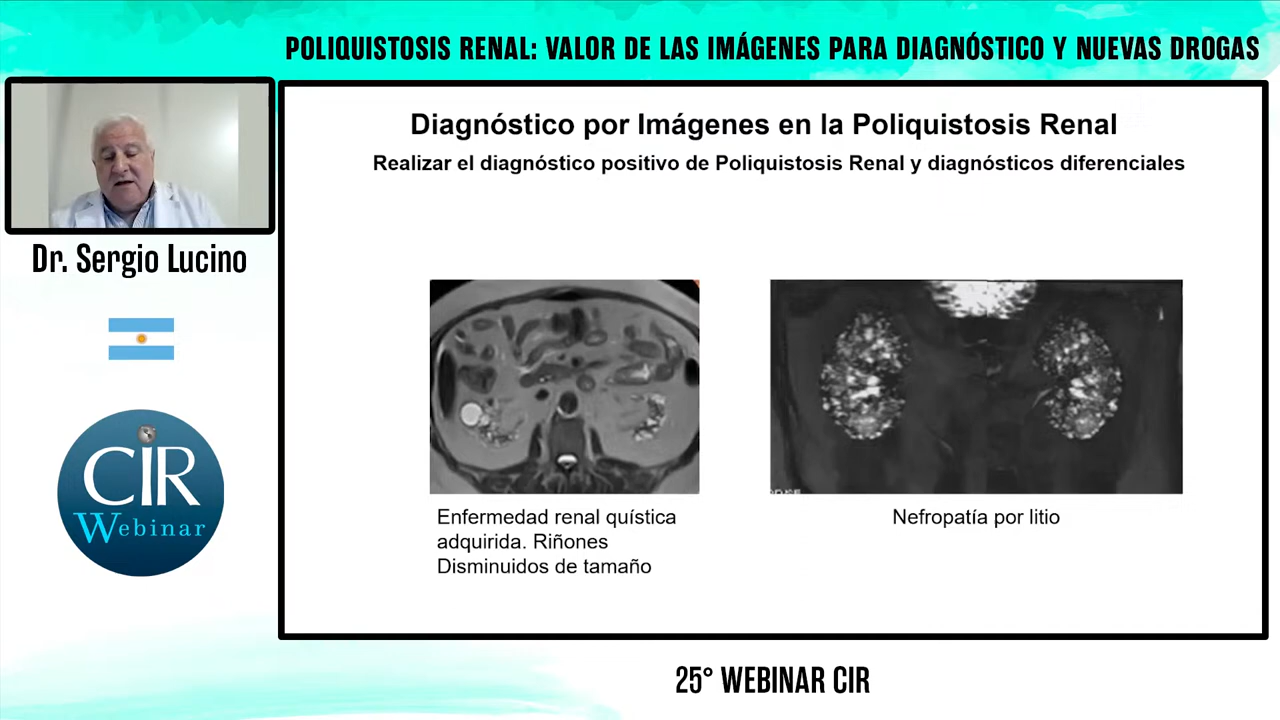 POLIQUISTOSIS RENAL: VALOR DE LAS IMÁGENES PARA DIAGNÓSTICO Y NUEVAS DROGAS
Diagnóstico por Imágenes en la Poliquistosis Renal
Realizar el diagnóstico positivo de Poliquistosis Renal y diagnósticos diferenciales
Dr. Sergio Lucino
CIR
Webinar
Enfermedad renal quística
adquirida. Riñones
Disminuidos de tamaño
Nefropatía por litio
25° WEBINAR CIR